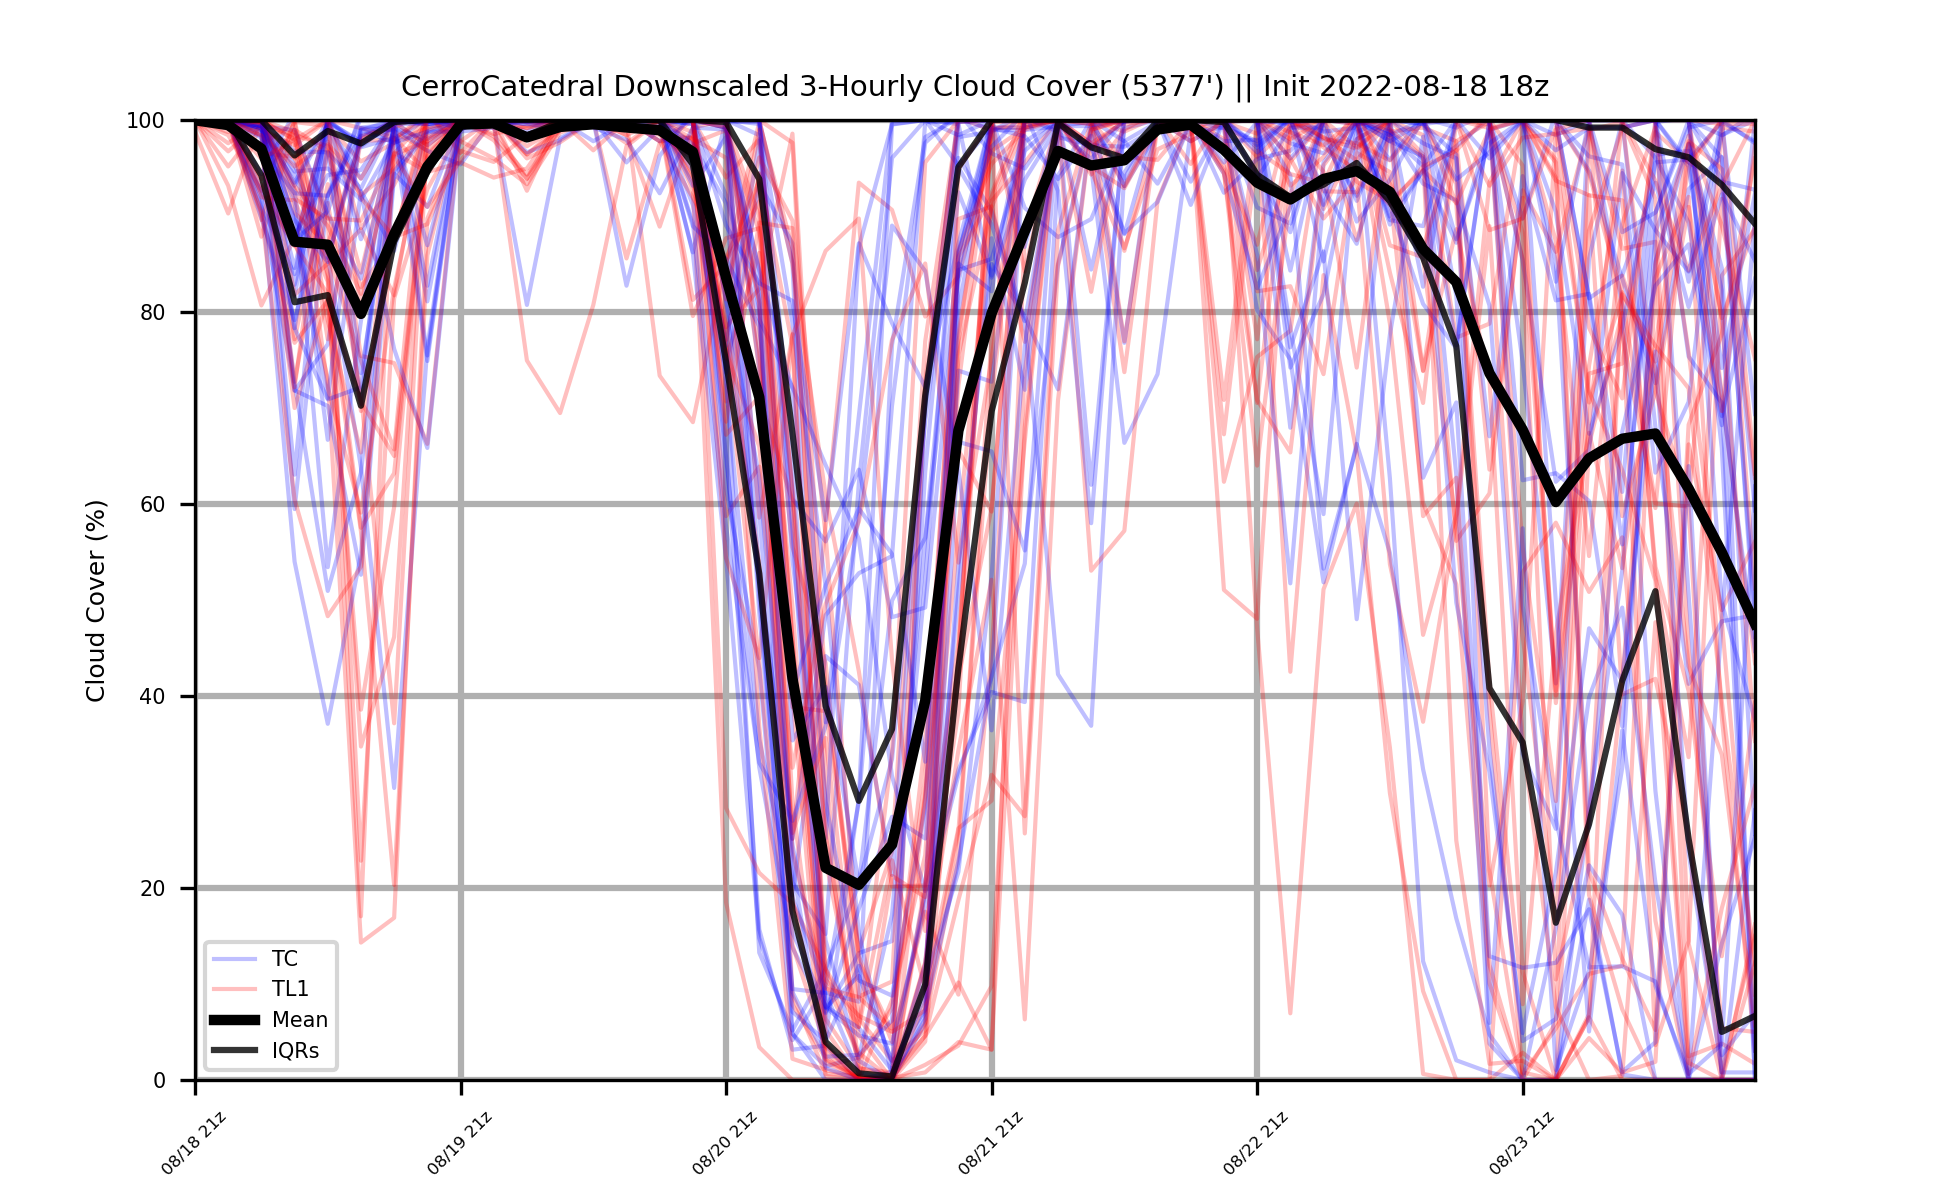 CerroCatedral Downscaled 3-Hourly Cloud Cover (5377') || Init 2022-08-18 18z
Cloud Cover (%)
100
80
60
40
20
0
TC
TL1
Mean
IQRs
08/18 21z
08/19 21z
08/20 21z
08/21 21z
08/22 21z
08/23 21z